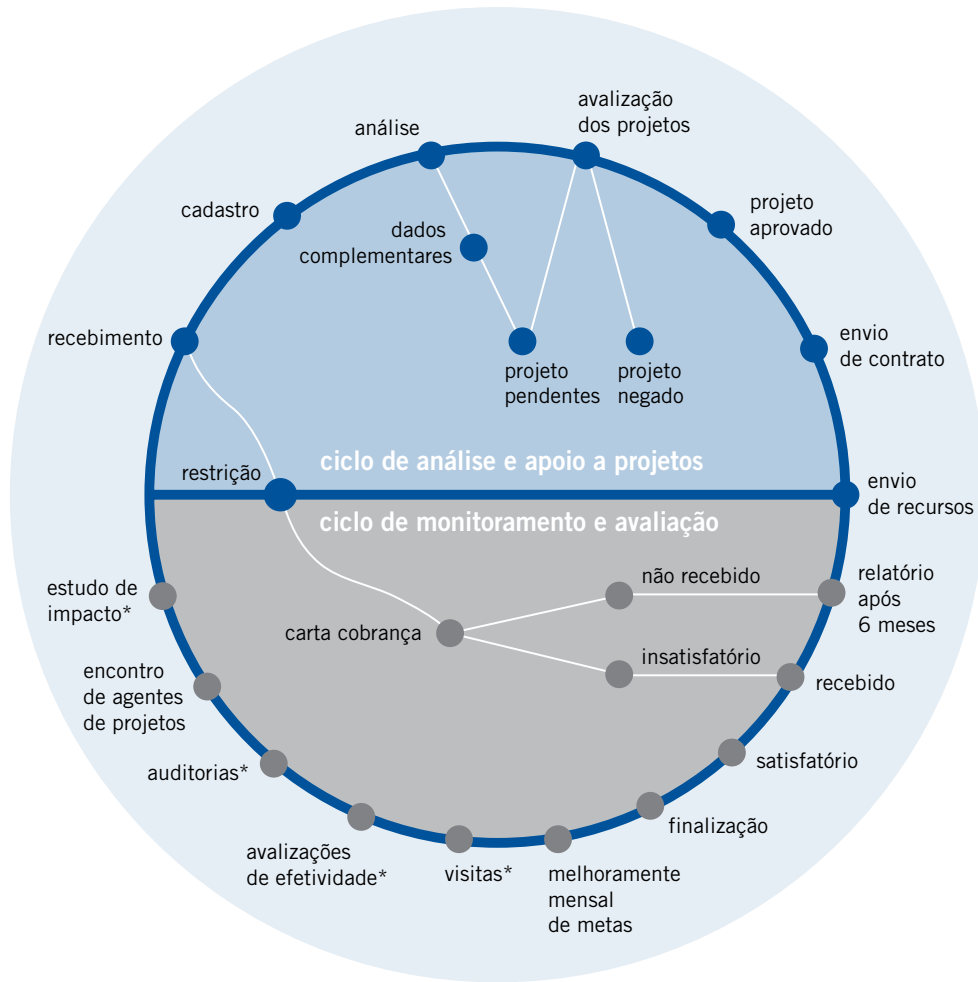 avalização
dos projetos
análise
projeto
aprovado
cadastro
dados
complementares
recebimento
envio
de contrato
projeto
pendentes
projeto
negado
restrição
ciclo de análise e apoio a projetos
envio
de recursos
ciclo de monitoramento e avaliação
não recebido
relatório
após
6 meses
estudo de
impacto*
carta cobrança
insatisfatório
recebido
encontro
de agentes
de projetos
satisfatório
auditorias*
finalização
avalizações
de efetividade*
visitas*
melhoramente
mensal
de metas